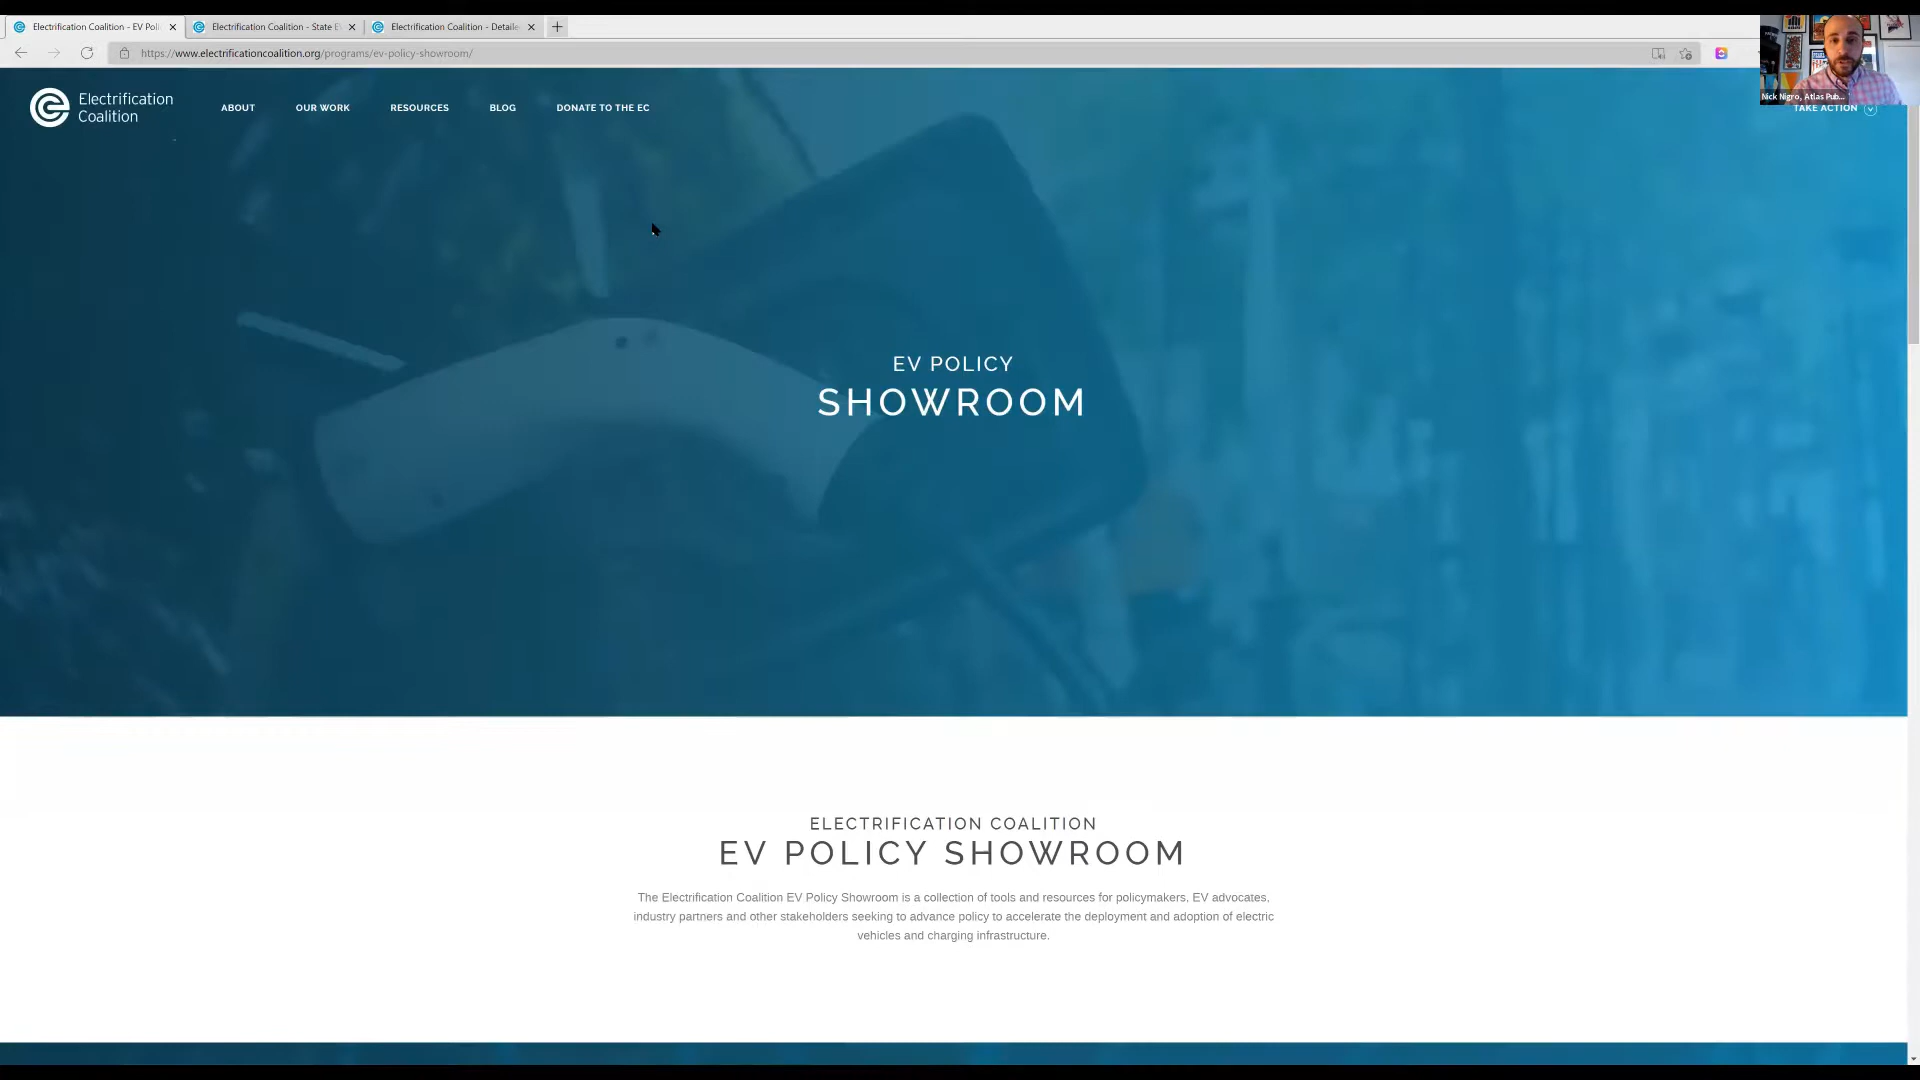 Electrification Coalition - EV Poli
Electrification Coalition - State E
Electrification Coalition - Detaile
https://www.electrificationcoalition.org/programs/ev-policy-showroom/
Nick Nigro, Atlas Pub...
Electrification
Coalition
ABOUT
OUR WORK
RESOURCES
BLOG
DONATE TO THE EC
TAKE ACTION
EV POLICY
SHOWROOM
ELECTRIFICATION COALITION
EV POLICY SHOWROOM
The Electrification Coalition EV Policy Showroom is a collection of tools and resources for policymakers, EV advocates,
industry partners and other stakeholders seeking to advance policy to accelerate the deployment and adoption of electric
vehicles and charging infrastructure.